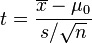 t = \frac{\overline{x} - \mu_0}{s / \sqrt{n}}